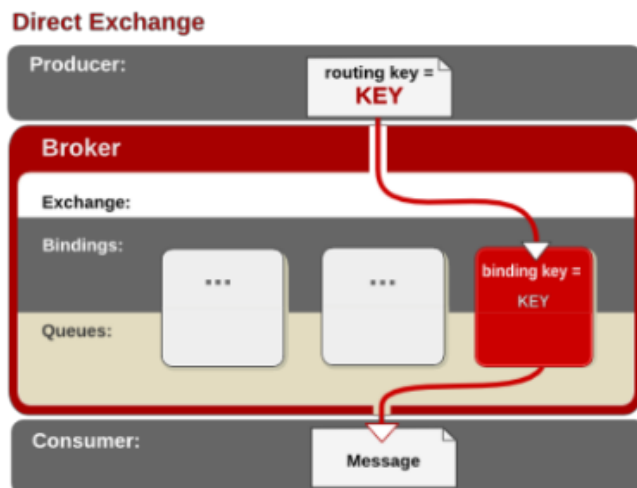 Direct Exchange
Producer:
routing key =
KEY
Broker
Exchange:
Bindings:
...
...
binding key =
KEY
Queues:
Consumer:
Message